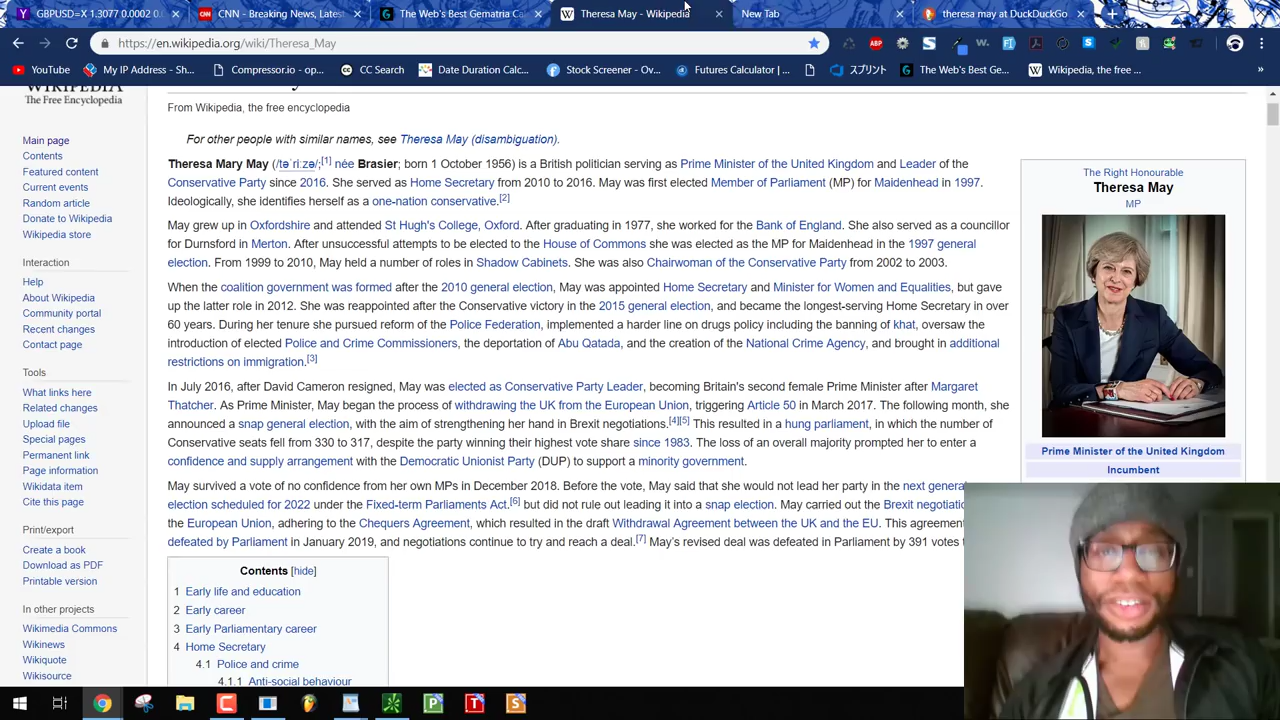 GBPUSD=X 1.3077 0.0002 0.
CNN - Breaking News, Latest
The Web's Best Gematria Ca
Theresa May - Wikipedia
New Tab
theresa may at DuckDuckGo
https://en.wikipedia.org/wiki/Theresa_May
YouTube
My IP Address - Sh...
Compressor.io - op...
CC Search
Date Duration Calc...
Stock Screener - Ov...
Futures Calculator | ...
スプリント
The Web's Best Ge...
Wikipedia, the free ...
WIKIPEDIA
The Free Encyclopedia
Main page
Contents
Featured content
Current events
Random article
Donate to Wikipedia
Wikipedia store
Interaction
Help
About Wikipedia
Community portal
Recent changes
Contact page
Tools
What links here
Related changes
Upload file
Special pages
Permanent link
Page information
Wikidata item
Cite this page
Print/export
Create a book
Download as PDF
Printable version
In other projects
Wikimedia Commons
Wikinews
Wikiquote
Wikisource
From Wikipedia, the free encyclopedia
For other people with similar names, see Theresa May (disambiguation).
Theresa Mary May (/təˈriːzə/;[1] née Brasier; born 1 October 1956) is a British politician serving as Prime Minister of the United Kingdom and Leader of the
Conservative Party since 2016. She served as Home Secretary from 2010 to 2016. May was first elected Member of Parliament (MP) for Maidenhead in 1997.
Ideologically, she identifies herself as a one-nation conservative.[2]
May grew up in Oxfordshire and attended St Hugh's College, Oxford. After graduating in 1977, she worked for the Bank of England. She also served as a councillor
for Durnsford in Merton. After unsuccessful attempts to be elected to the House of Commons she was elected as the MP for Maidenhead in the 1997 general
election. From 1999 to 2010, May held a number of roles in Shadow Cabinets. She was also Chairwoman of the Conservative Party from 2002 to 2003.
When the coalition government was formed after the 2010 general election, May was appointed Home Secretary and Minister for Women and Equalities, but gave
up the latter role in 2012. She was reappointed after the Conservative victory in the 2015 general election, and became the longest-serving Home Secretary in over
60 years. During her tenure she pursued reform of the Police Federation, implemented a harder line on drugs policy including the banning of khat, oversaw the
introduction of elected Police and Crime Commissioners, the deportation of Abu Qatada, and the creation of the National Crime Agency, and brought in additional
restrictions on immigration.[3]
In July 2016, after David Cameron resigned, May was elected as Conservative Party Leader, becoming Britain's second female Prime Minister after Margaret
Thatcher. As Prime Minister, May began the process of withdrawing the UK from the European Union, triggering Article 50 in March 2017. The following month, she
announced a snap general election, with the aim of strengthening her hand in Brexit negotiations.[4][5] This resulted in a hung parliament, in which the number of
Conservative seats fell from 330 to 317, despite the party winning their highest vote share since 1983. The loss of an overall majority prompted her to enter a
confidence and supply arrangement with the Democratic Unionist Party (DUP) to support a minority government.
May survived a vote of no confidence from her own MPs in December 2018. Before the vote, May said that she would not lead her party in the next genera
election scheduled for 2022 under the Fixed-term Parliaments Act.[6] but did not rule out leading it into a snap election. May carried out the Brexit negotiatio
the European Union, adhering to the Chequers Agreement, which resulted in the draft Withdrawal Agreement between the UK and the EU. This agreement
defeated by Parliament in January 2019, and negotiations continue to try and reach a deal.[7] May's revised deal was defeated in Parliament by 391 votes t
Contents [hide]
1 Early life and education
2 Early career
3 Early Parliamentary career
4 Home Secretary
4.1 Police and crime
4.1.1 Anti-social behaviour
The Right Honourable
Theresa May
MP
Prime Minister of the United Kingdom
Incumbent